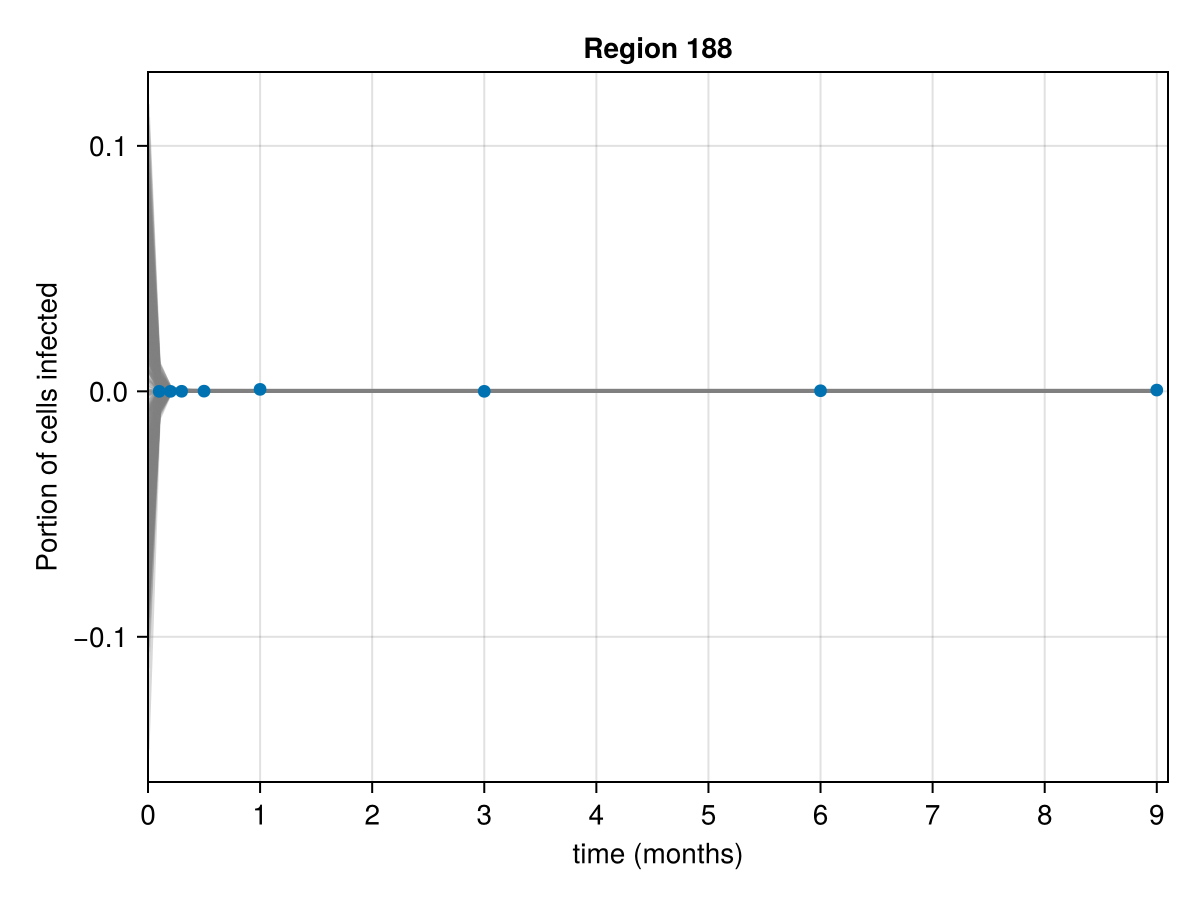 Region 188
Portion of cells infected
0.1
0.0
−0.1
0 1 2 3 4 5 6 7 8 9
time (months)